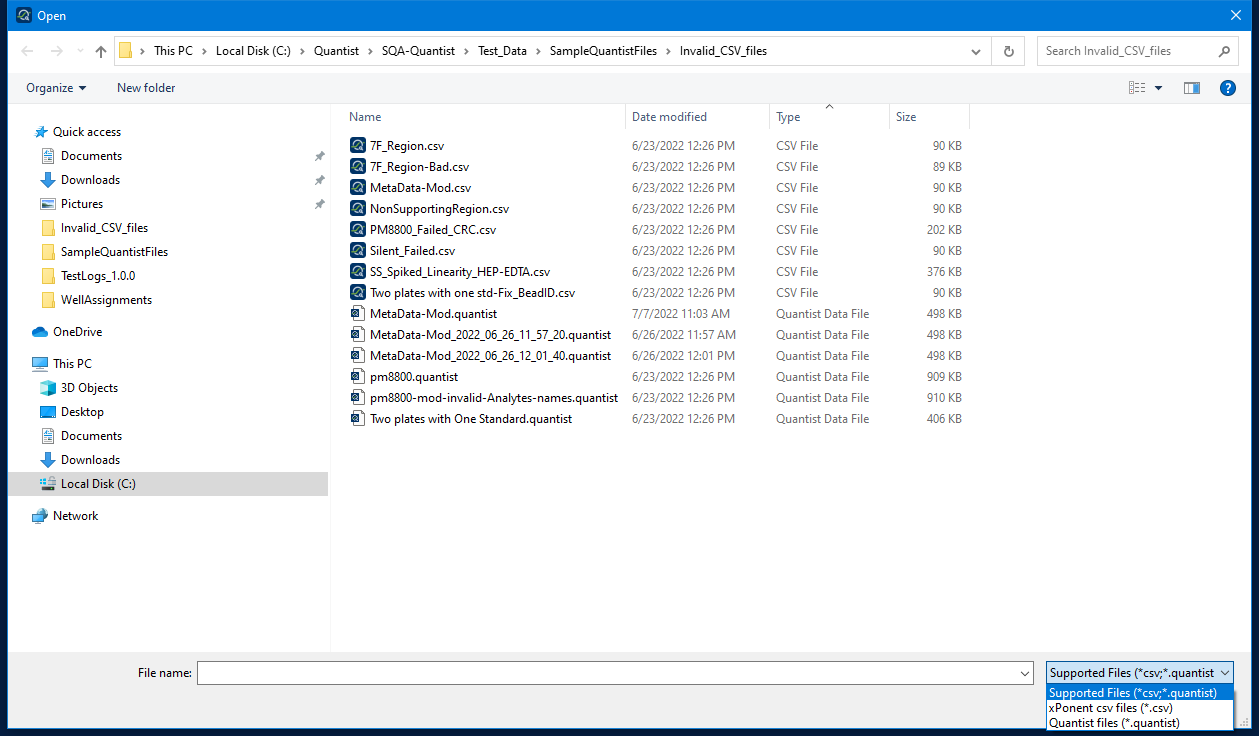 Open
This PC > Local Disk (C:) > Quantist > SQA-Quantist > Test_Data > SampleQuantistFiles > Invalid_CSV_files
Search Invalid_CSV_files
Organize
New folder
?
Quick access
Documents
Downloads
Pictures
Invalid_CSV_files
SampleQuantistFiles
TestLogs_1.0.0
WellAssignments
OneDrive
This PC
3D Objects
Desktop
Documents
Downloads
Local Disk (C:)
Network
Name Date modified Type Size
7F_Region.csv 6/23/2022 12:26 PM CSV File 90 KB
7F_Region-Bad.csv 6/23/2022 12:26 PM CSV File 89 KB
MetaData-Mod.csv 6/23/2022 12:26 PM CSV File 90 KB
NonSupportingRegion.csv 6/23/2022 12:26 PM CSV File 90 KB
PM8800_Failed_CRC.csv 6/23/2022 12:26 PM CSV File 202 KB
Silent_Failed.csv 6/23/2022 12:26 PM CSV File 90 KB
SS_Spiked_Linearity_HEP-EDTA.csv 6/23/2022 12:26 PM CSV File 376 KB
Two plates with one std-Fix_BeadID.csv 6/23/2022 12:26 PM CSV File 90 KB
MetaData-Mod.quantist 7/7/2022 11:03 AM Quantist Data File 498 KB
MetaData-Mod_2022_06_26_11_57_20.quantist 6/26/2022 11:57 AM Quantist Data File 498 KB
MetaData-Mod_2022_06_26_12_01_40.quantist 6/26/2022 12:01 PM Quantist Data File 498 KB
pm8800.quantist 6/23/2022 12:26 PM Quantist Data File 909 KB
pm8800-mod-invalid-Analytes-names.quantist 6/23/2022 12:26 PM Quantist Data File 910 KB
Two plates with One Standard.quantist 6/23/2022 12:26 PM Quantist Data File 406 KB
File name:
Supported Files (*csv;*.quantist
Supported Files (*csv;*.quantist)
xPonent csv files (*.csv)
Quantist files (*.quantist)